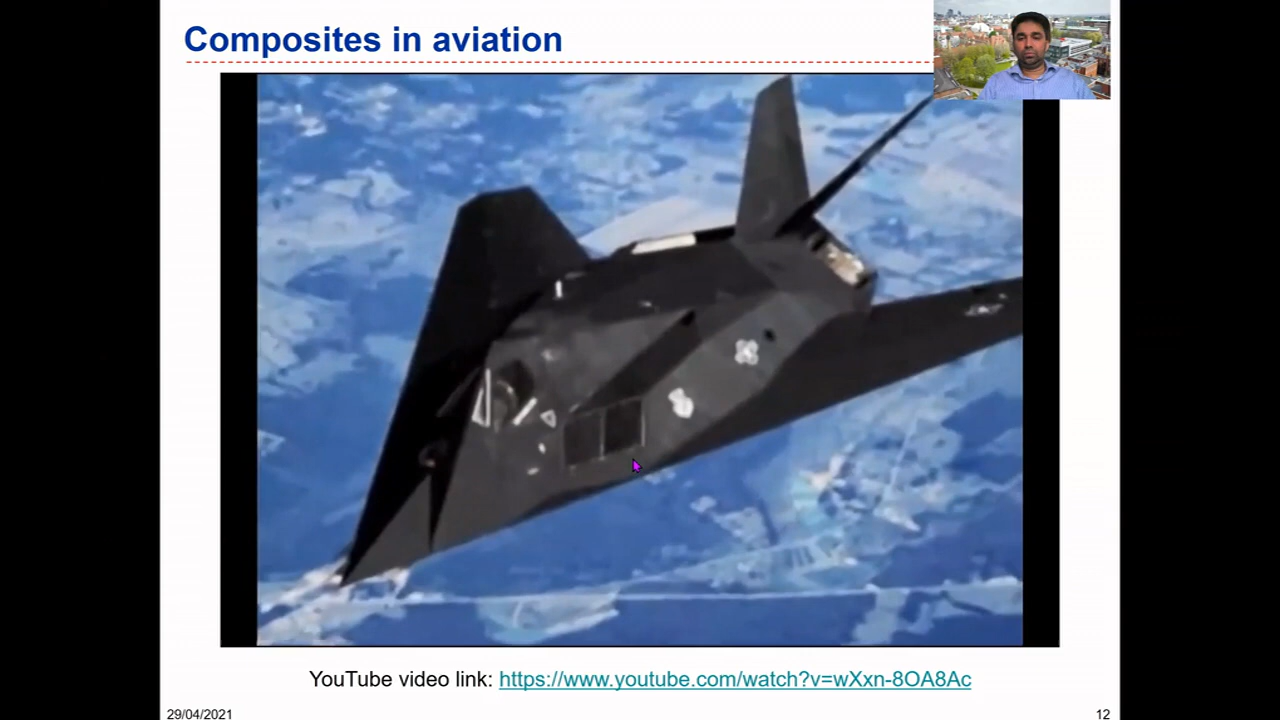 Composites in aviation
YouTube video link: https://www.youtube.com/watch?v=wXxn-8OA8Ac
29/04/2021
12